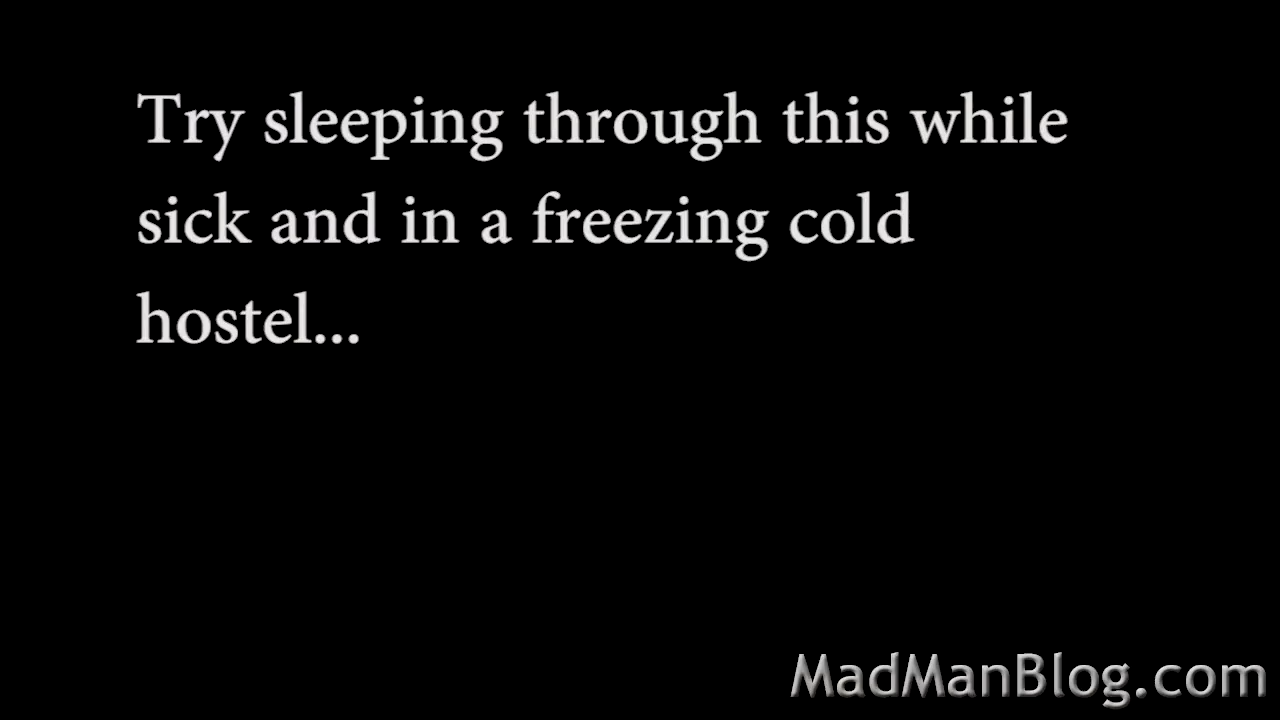 Try sleeping through this while
sick and in a freezing cold
hostel...
MadManBlog.com